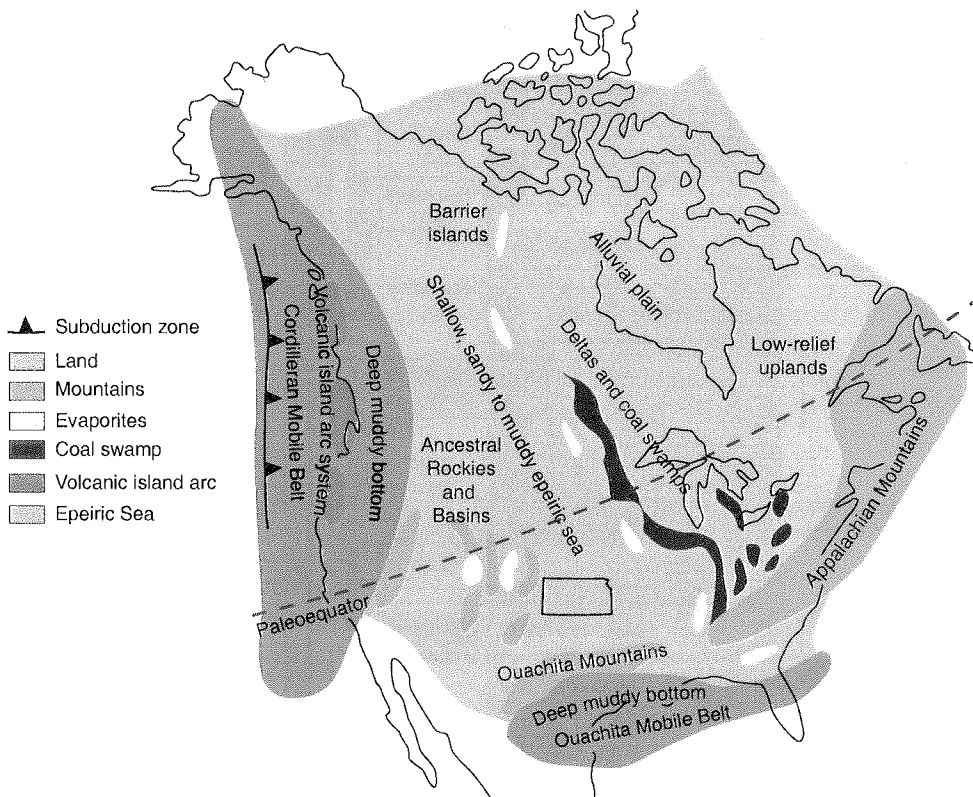 Barrier
islands
Alluvial plain
Shallow, sandy to muddy epeiric sea
Deltas and coal swamps
Low-relief
uplands
Subduction zone
Land
Mountains
Evaporites
Coal swamp
Volcanic island arc
Epeiric Sea
Cordilleran Mobile Belt
Volcanic island arc system
Deep muddy bottom
Ancestral
Rockies
and
Basins
Appalachian Mountains
Paleoequator
Ouachita Mountains
Deep muddy bottom
Ouachita Mobile Belt